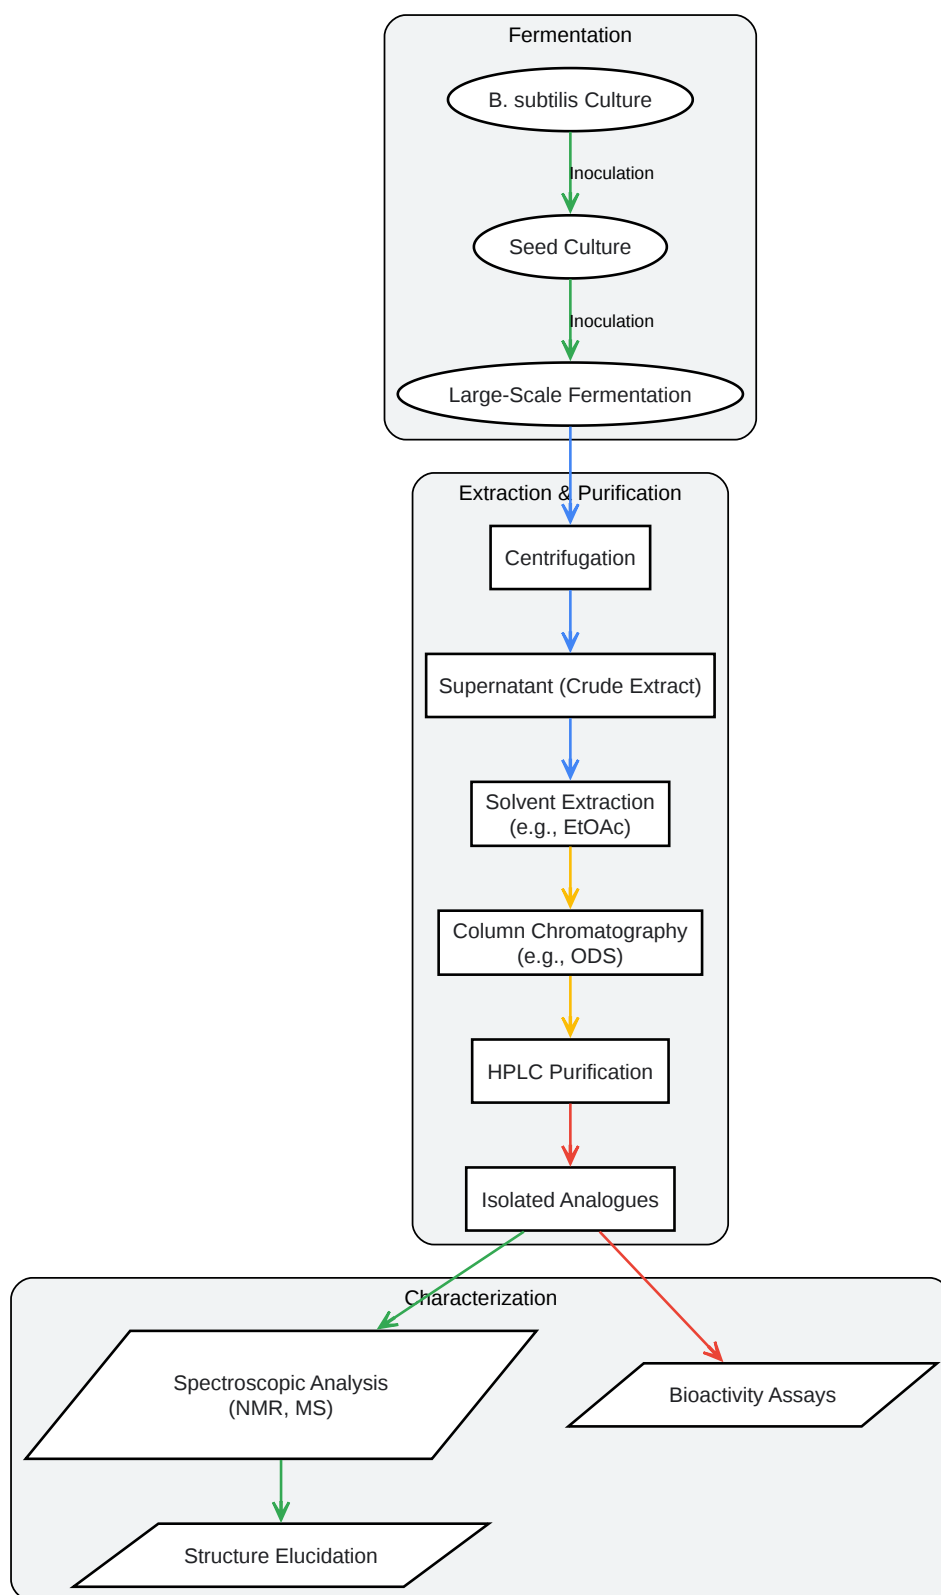 Fermentation
B. subtilis Culture
Inoculation
Seed Culture
Inoculation
Large-Scale Fermentation
Extraction & Purification
Centrifugation
Supernatant (Crude Extract)
Solvent Extraction
(e.g., EtOAc)
Column Chromatography
(e.g., ODS)
HPLC Purification
Isolated Analogues
Characterization
Spectroscopic Analysis
(NMR, MS)
Bioactivity Assays
Structure Elucidation